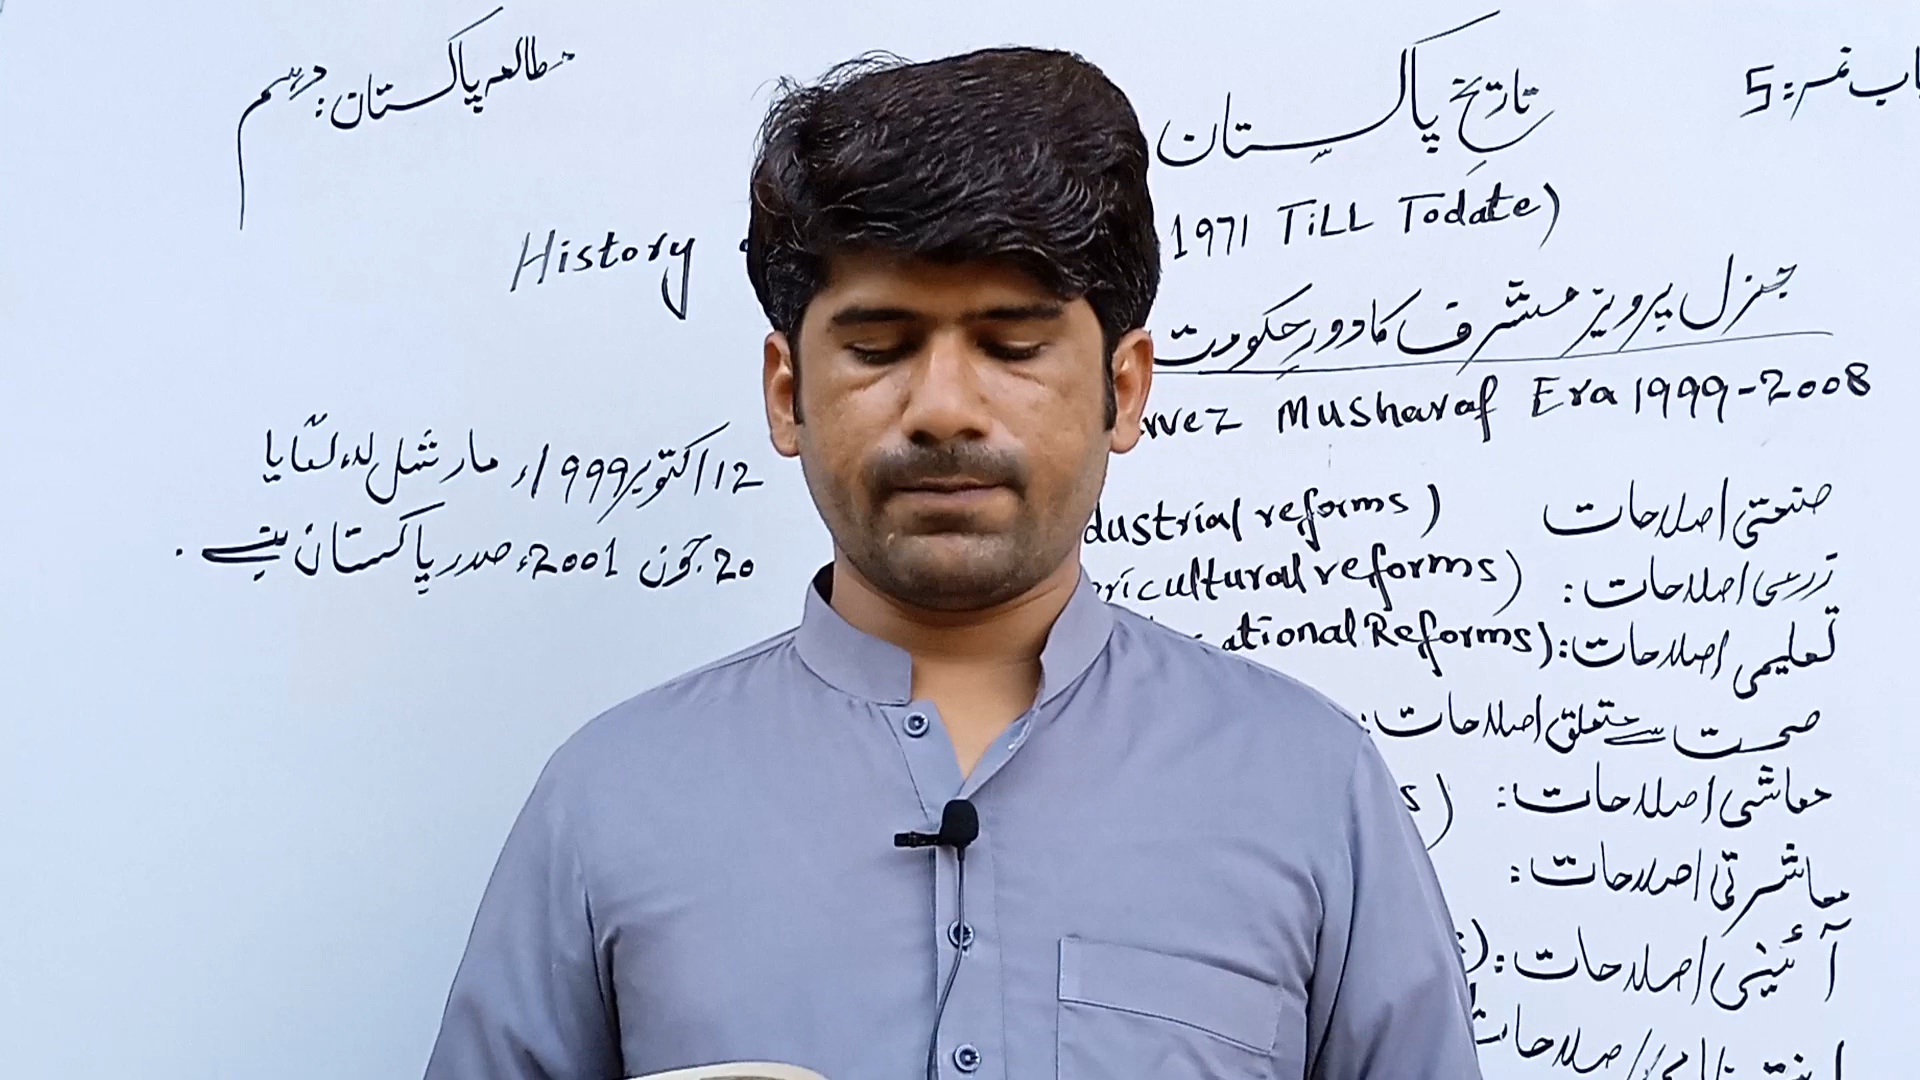 باب نمبر: 5
تاریخِ پاکستان
مطالعہ پاکستان: دہم
History 1971 TiLL Todate)
جنرل پرویز مشرف کا دورِ حکومت
Musharaf Era 1999-2008
12 اکتوبر 1999ء مارشل لاء لگایا
20 جون 2001ء صدر پاکستان بنے۔
صنعتی اصلاحات dustrial reforms)
زرعی اصلاحات: ricultural reforms)
تعلیمی اصلاحات: ational Reforms)
صحت سے متعلق اصلاحات:
معاشی اصلاحات: s)
معاشرتی اصلاحات:
آئینی اصلاحات: